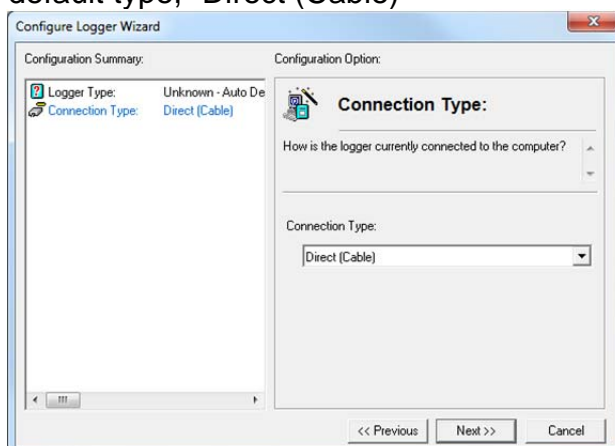 default type, "Direct (Cable)"
Configure Logger Wizard
Configuration Summary:
Logger Type: Unknown - Auto De
Connection Type: Direct (Cable)
Configuration Option:
Connection Type:
How is the logger currently connected to the computer?
Connection Type:
Direct (Cable)
<< Previous
Next >>
Cancel